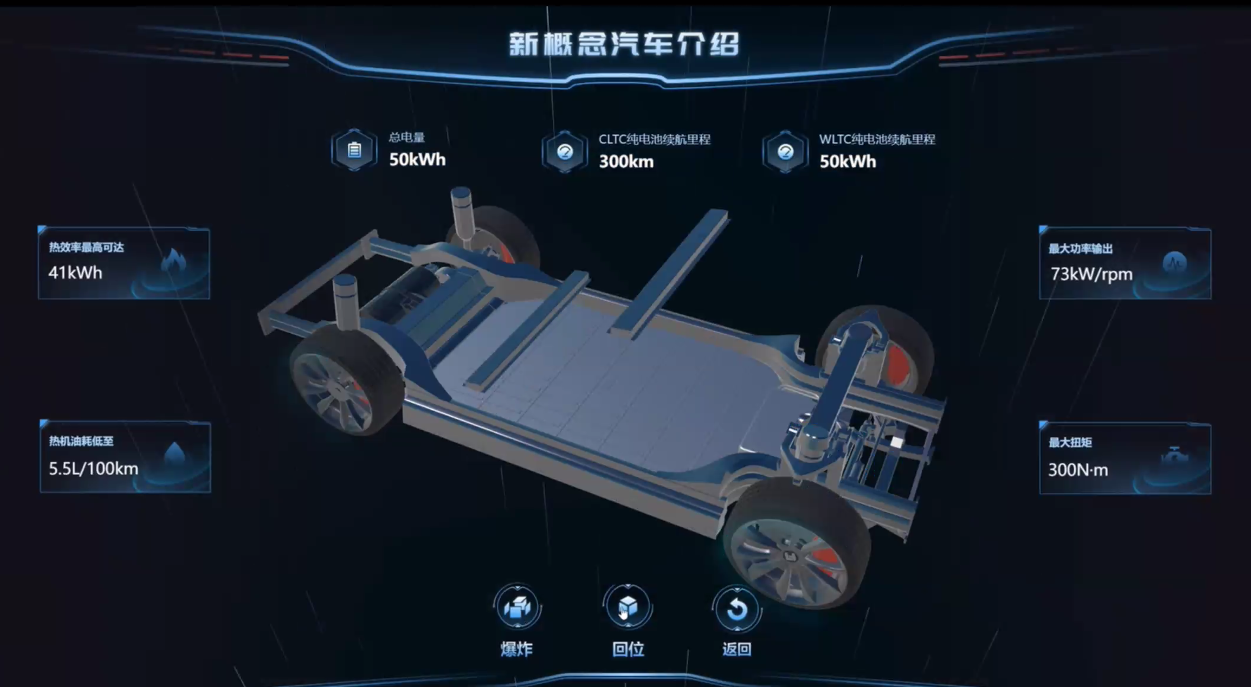 新概念汽车介绍
总电量
50kWh
CLTC纯电池续航里程
300km
WLTC纯电池续航里程
50kWh
热效率最高可达
41kWh
最大功率输出
73kW/rpm
热机油耗低至
5.5L/100km
最大扭矩
300N·m
爆炸
回位
返回